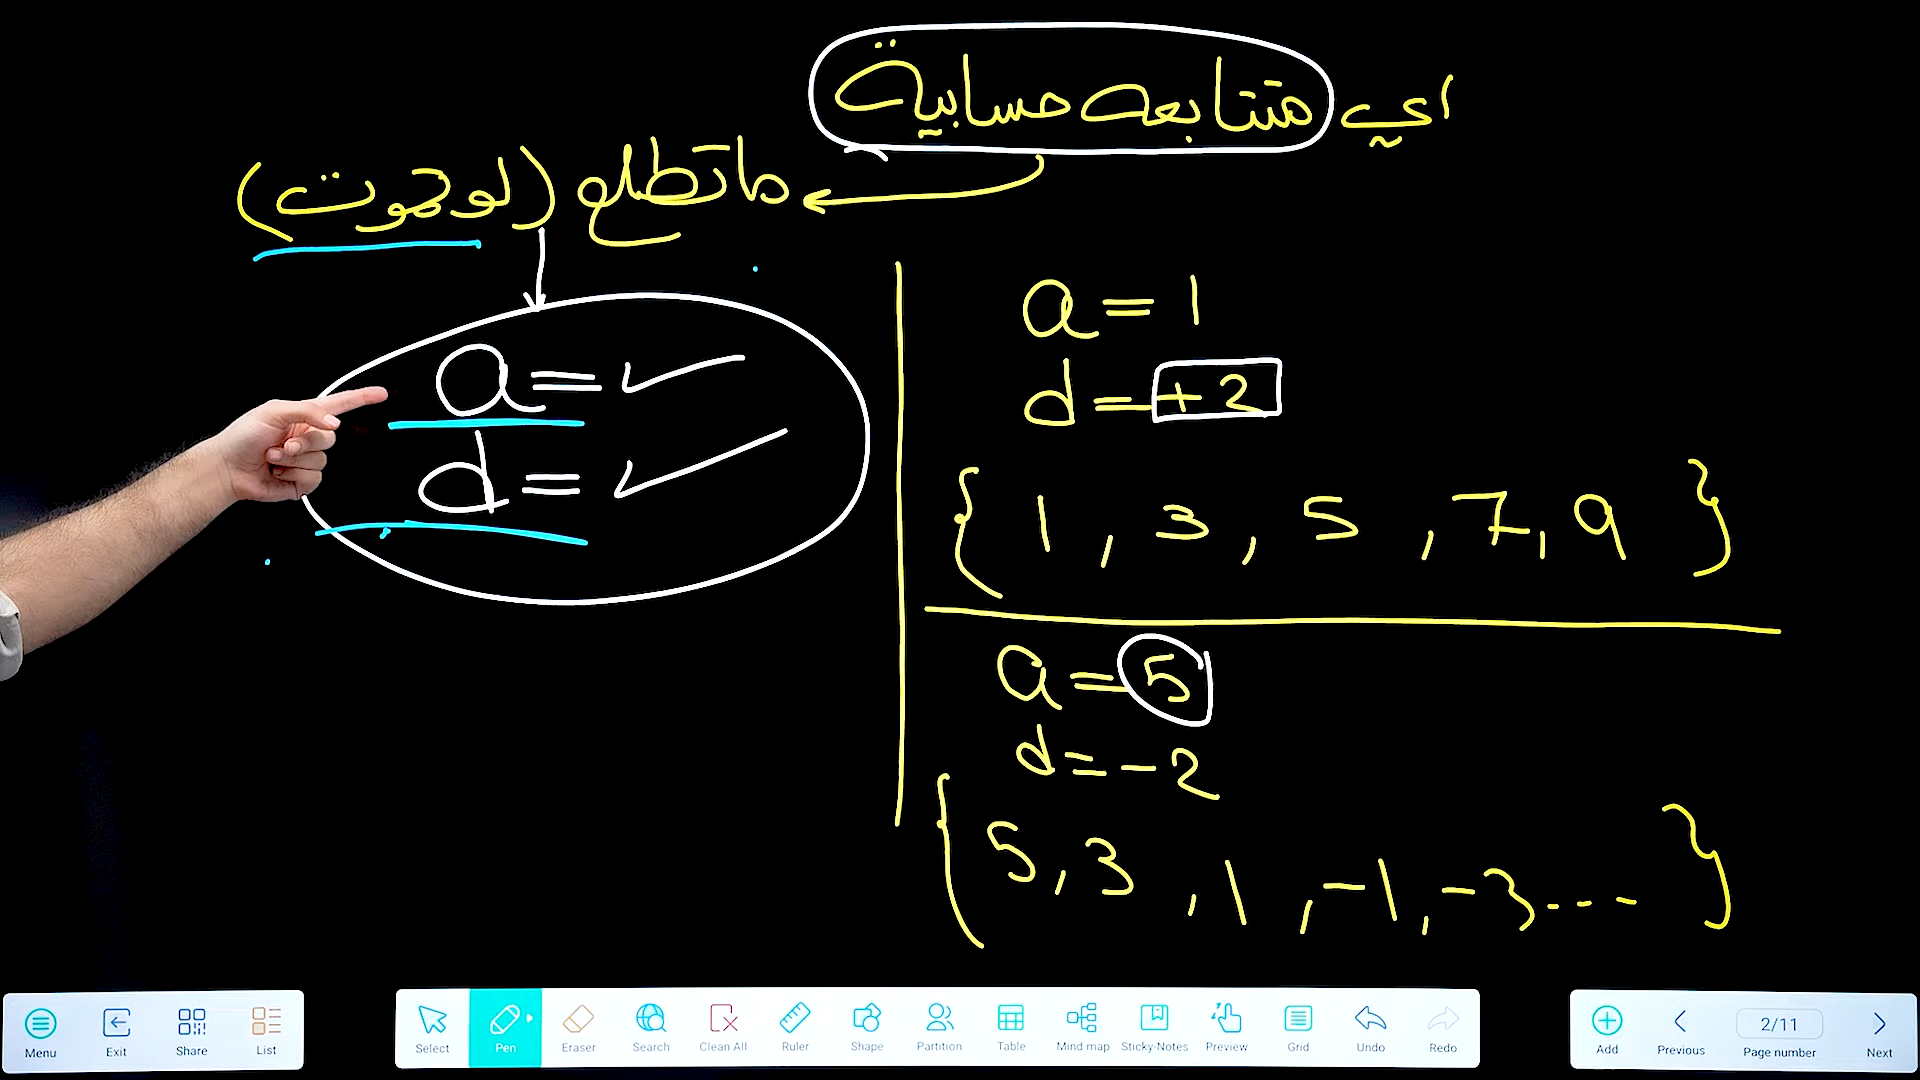 اي متتابعه حسابية
ماتطلع (لو تموت)
a = ✓
d = ✓
a = 1
d = +2
{ 1 , 3 , 5 , 7 , 9 }
a = 5
d = -2
{ 5 , 3 , 1 , -1 , -3 ... }
Menu Exit Share List
Select Pen Eraser Search Clean All Ruler Shape Partition Table Mind map Sticky-Notes Preview Grid Undo Redo
Add Previous 2/11 Page number Next